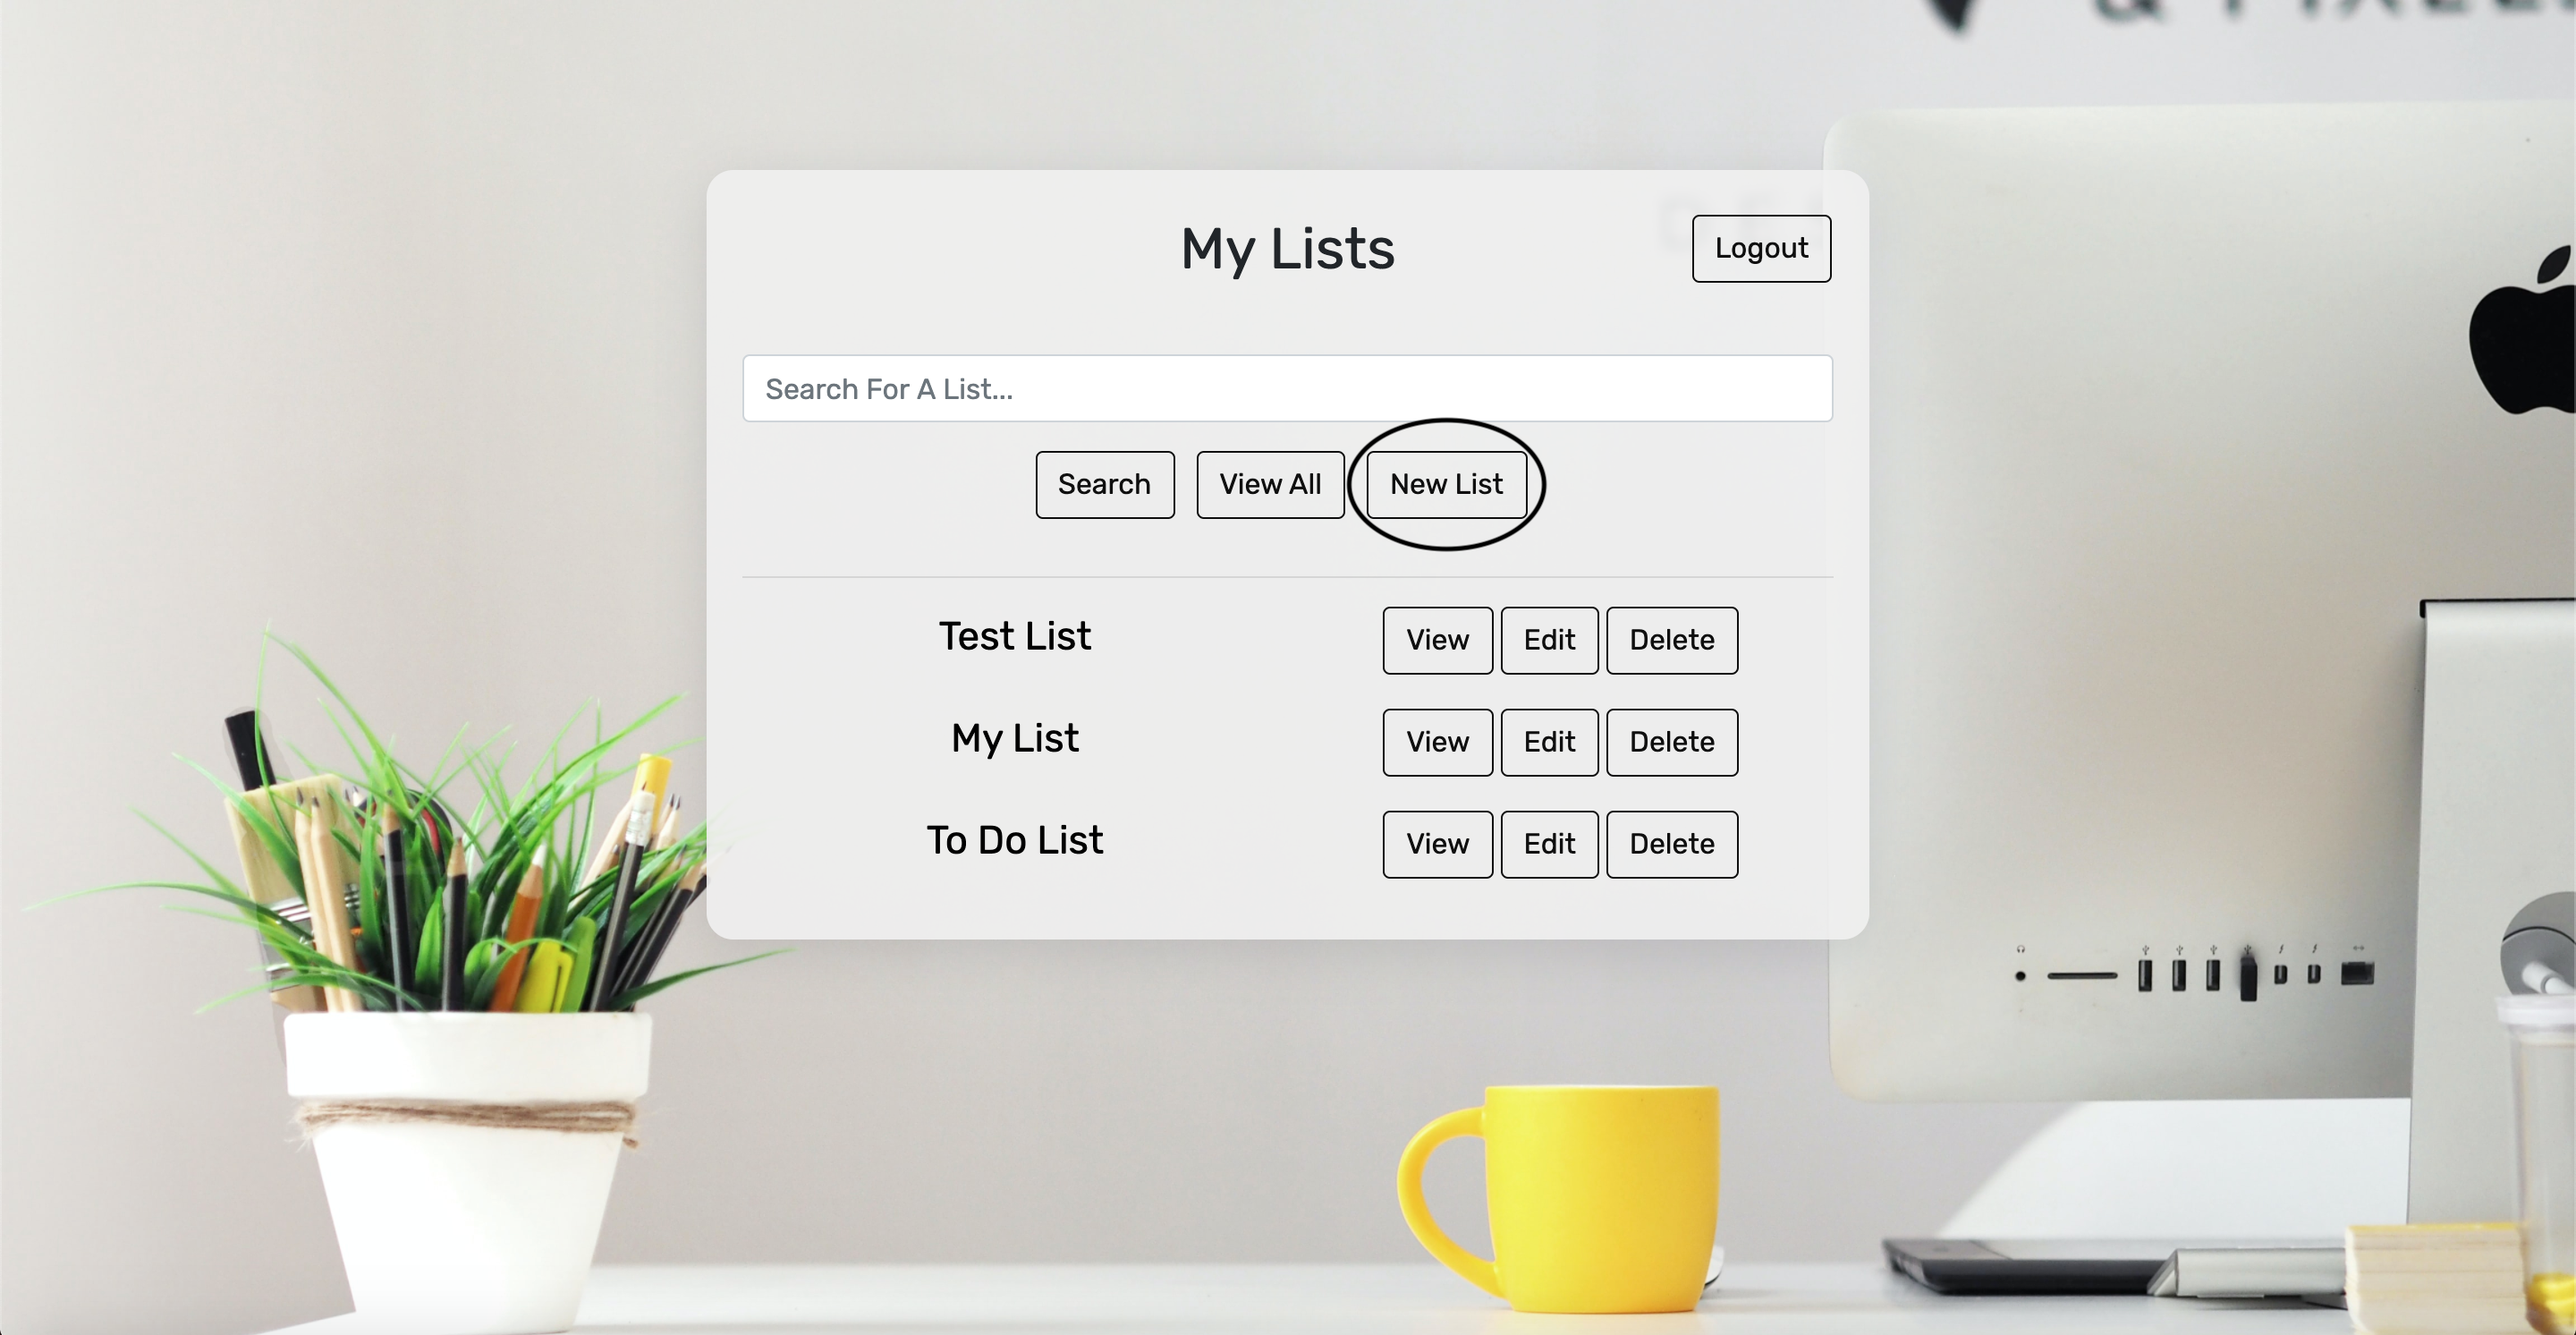 My Lists
Logout
Search For A List...
Search View All New List
Test List View Edit Delete
My List View Edit Delete
To Do List View Edit Delete